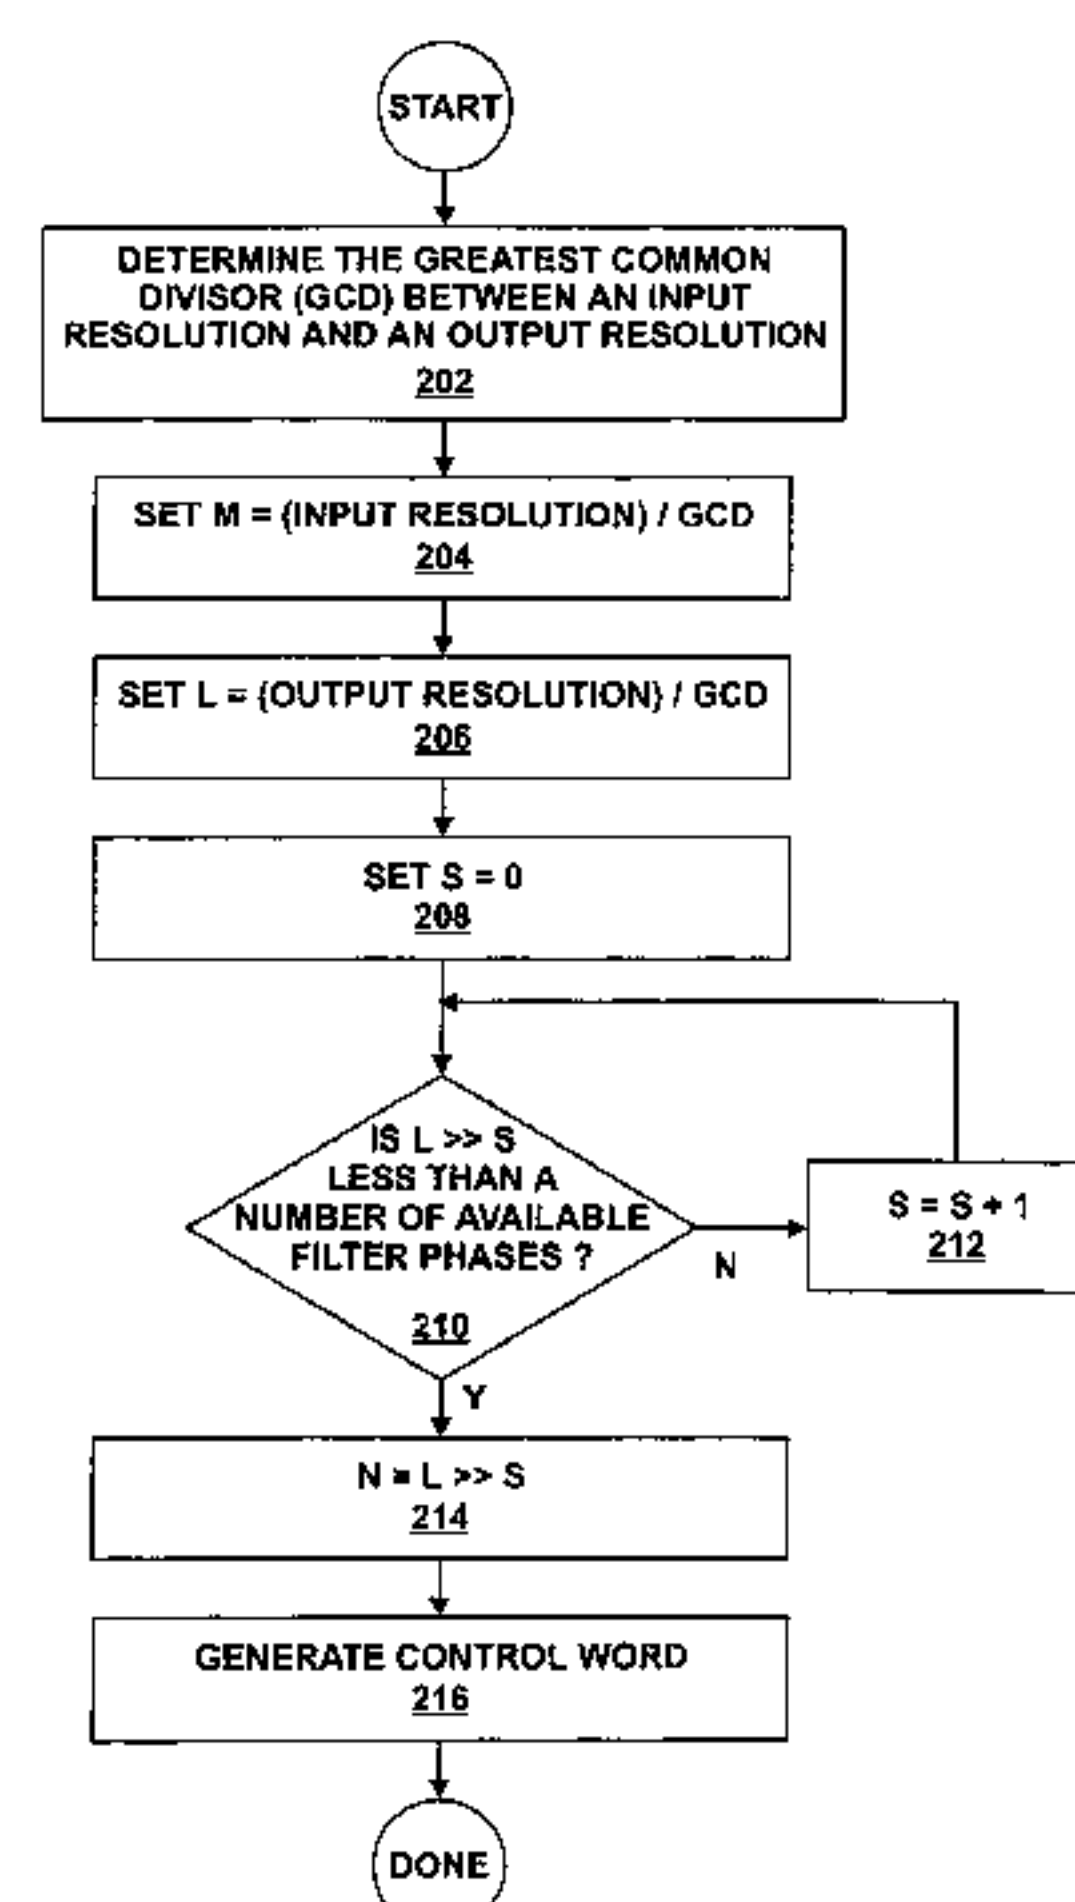 START
DETERMINE THE GREATEST COMMON
DIVISOR (GCD) BETWEEN AN INPUT
RESOLUTION AND AN OUTPUT RESOLUTION
202
SET M = (INPUT RESOLUTION) / GCD
204
SET L = (OUTPUT RESOLUTION) / GCD
206
SET S = 0
208
IS L >> S
LESS THAN A
NUMBER OF AVAILABLE
FILTER PHASES ?
210
N
S = S + 1
212
Y
N = L >> S
214
GENERATE CONTROL WORD
216
DONE